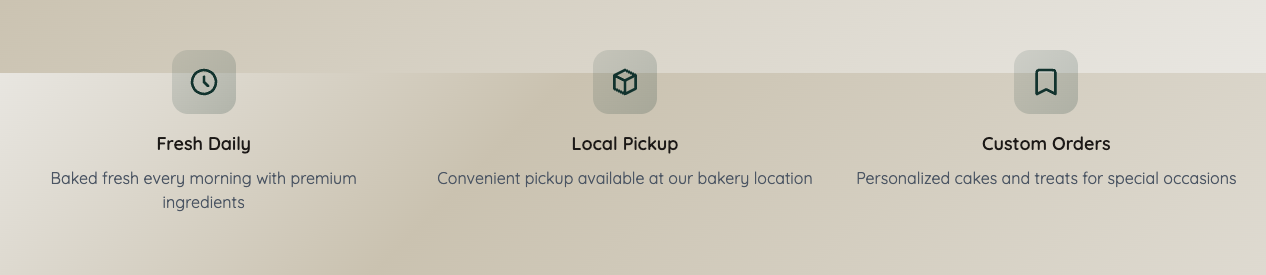 Fresh Daily
Baked fresh every morning with premium
ingredients
Local Pickup
Convenient pickup available at our bakery location
Custom Orders
Personalized cakes and treats for special occasions